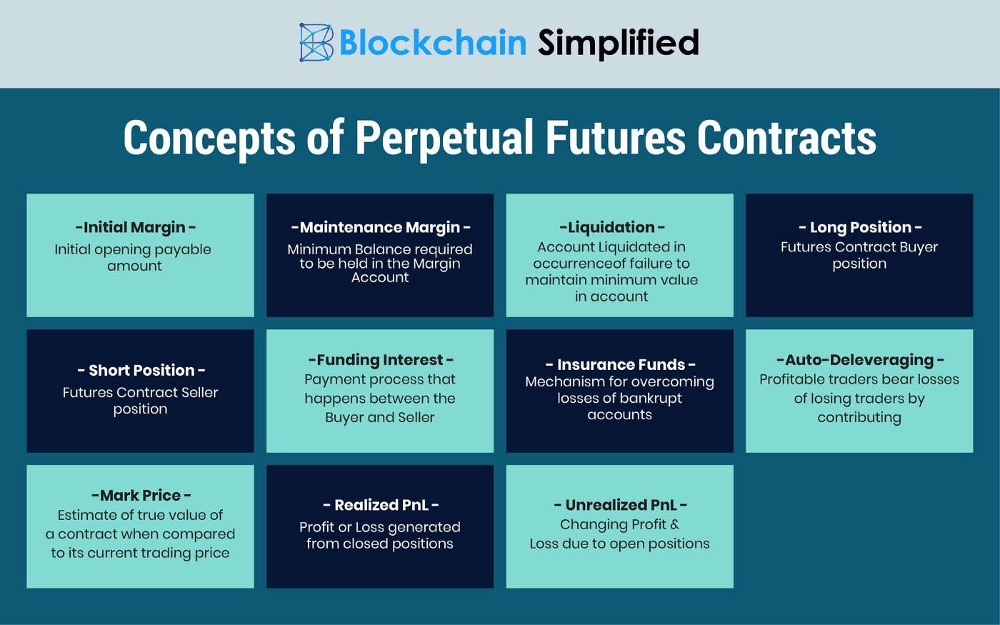 Blockchain Simplified
Concepts of Perpetual Futures Contracts
-Initial Margin -
Initial opening payable
amount
-Maintenance Margin -
Minimum Balance required
to be held in the Margin
Account
-Liquidation -
Account Liquidated in
occurrenceof failure to
maintain minimum value
in account
- Long Position -
Futures Contract Buyer
position
- Short Position -
Futures Contract Seller
position
-Funding Interest -
Payment process that
happens between the
Buyer and Seller
- Insurance Funds -
Mechanism for overcoming
losses of bankrupt
accounts
-Auto-Deleveraging -
Profitable traders bear losses
of losing traders by
contributing
-Mark Price -
Estimate of true value of
a contract when compared
to its current trading price
- Realized PnL -
Profit or Loss generated
from closed positions
- Unrealized PnL -
Changing Profit &
Loss due to open positions